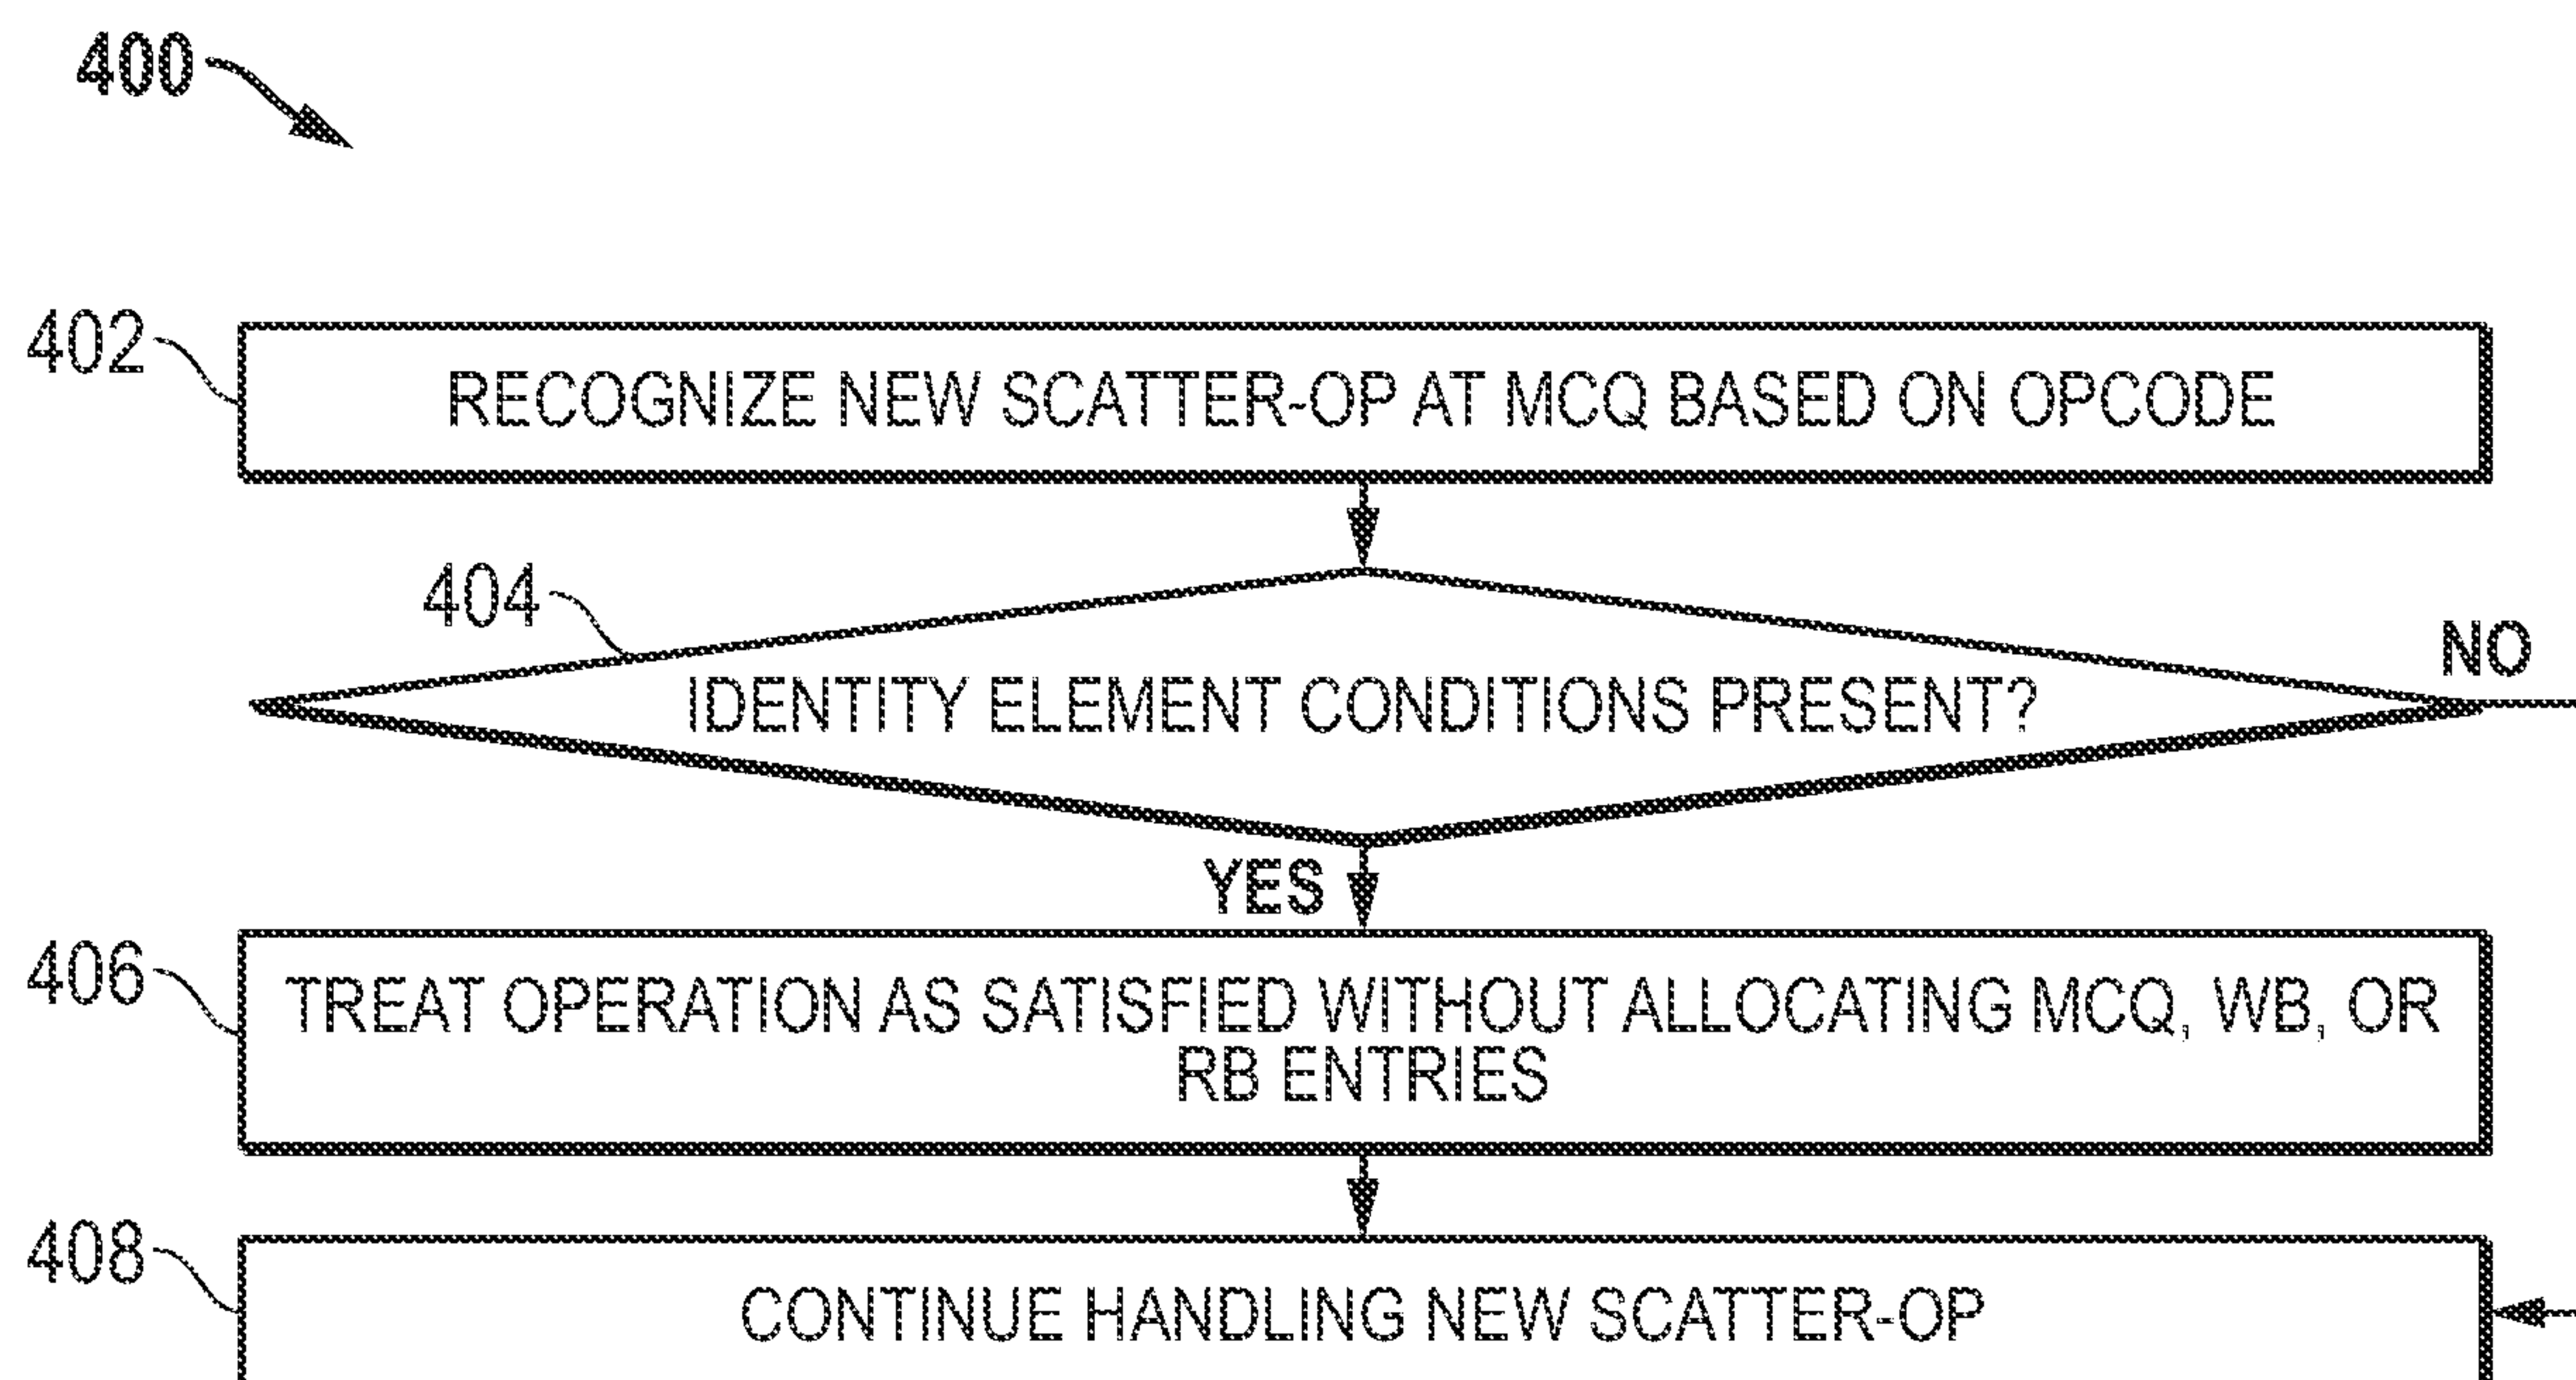 400
402
RECOGNIZE NEW SCATTER-OP AT MCQ BASED ON OPCODE
404
IDENTITY ELEMENT CONDITIONS PRESENT?
NO
YES
406
TREAT OPERATION AS SATISFIED WITHOUT ALLOCATING MCQ, WB, OR
RB ENTRIES
408
CONTINUE HANDLING NEW SCATTER-OP